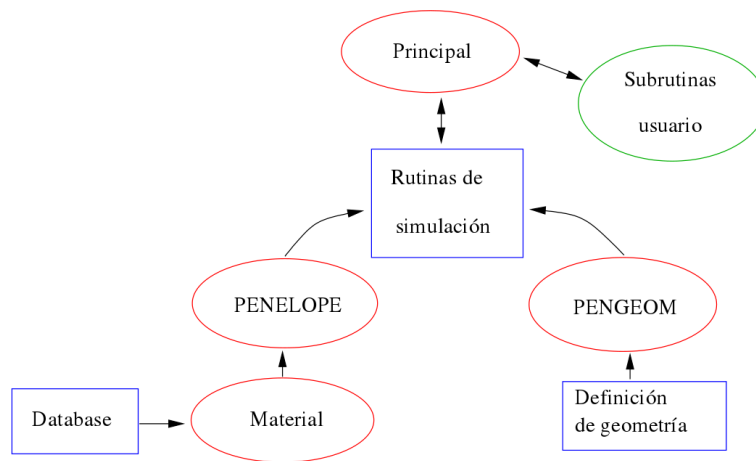 Principal
Subrutinas
usuario
Rutinas de
simulación
PENELOPE
PENGEOM
Database
Material
Definición
de geometría